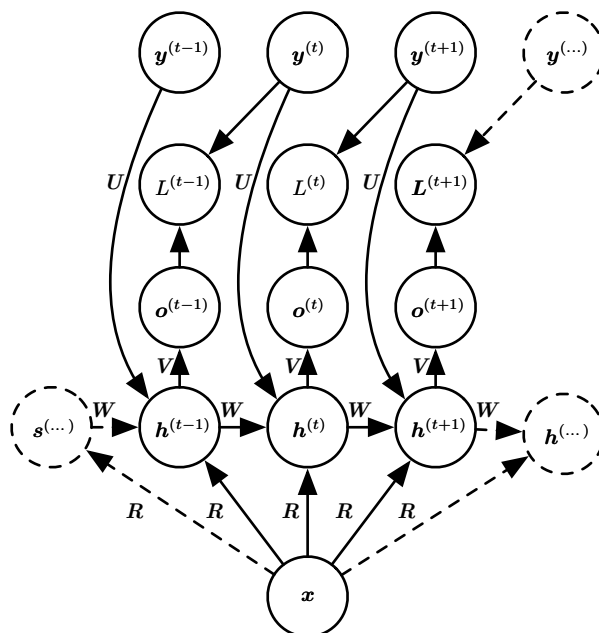 y(t−1) y(t) y(t+1) y(...)
U L(t−1) U L(t) U L(t+1)
o(t−1) o(t) o(t+1)
V V V
s(...) W h(t−1) W h(t) W h(t+1) W h(...)
R R R R R
x